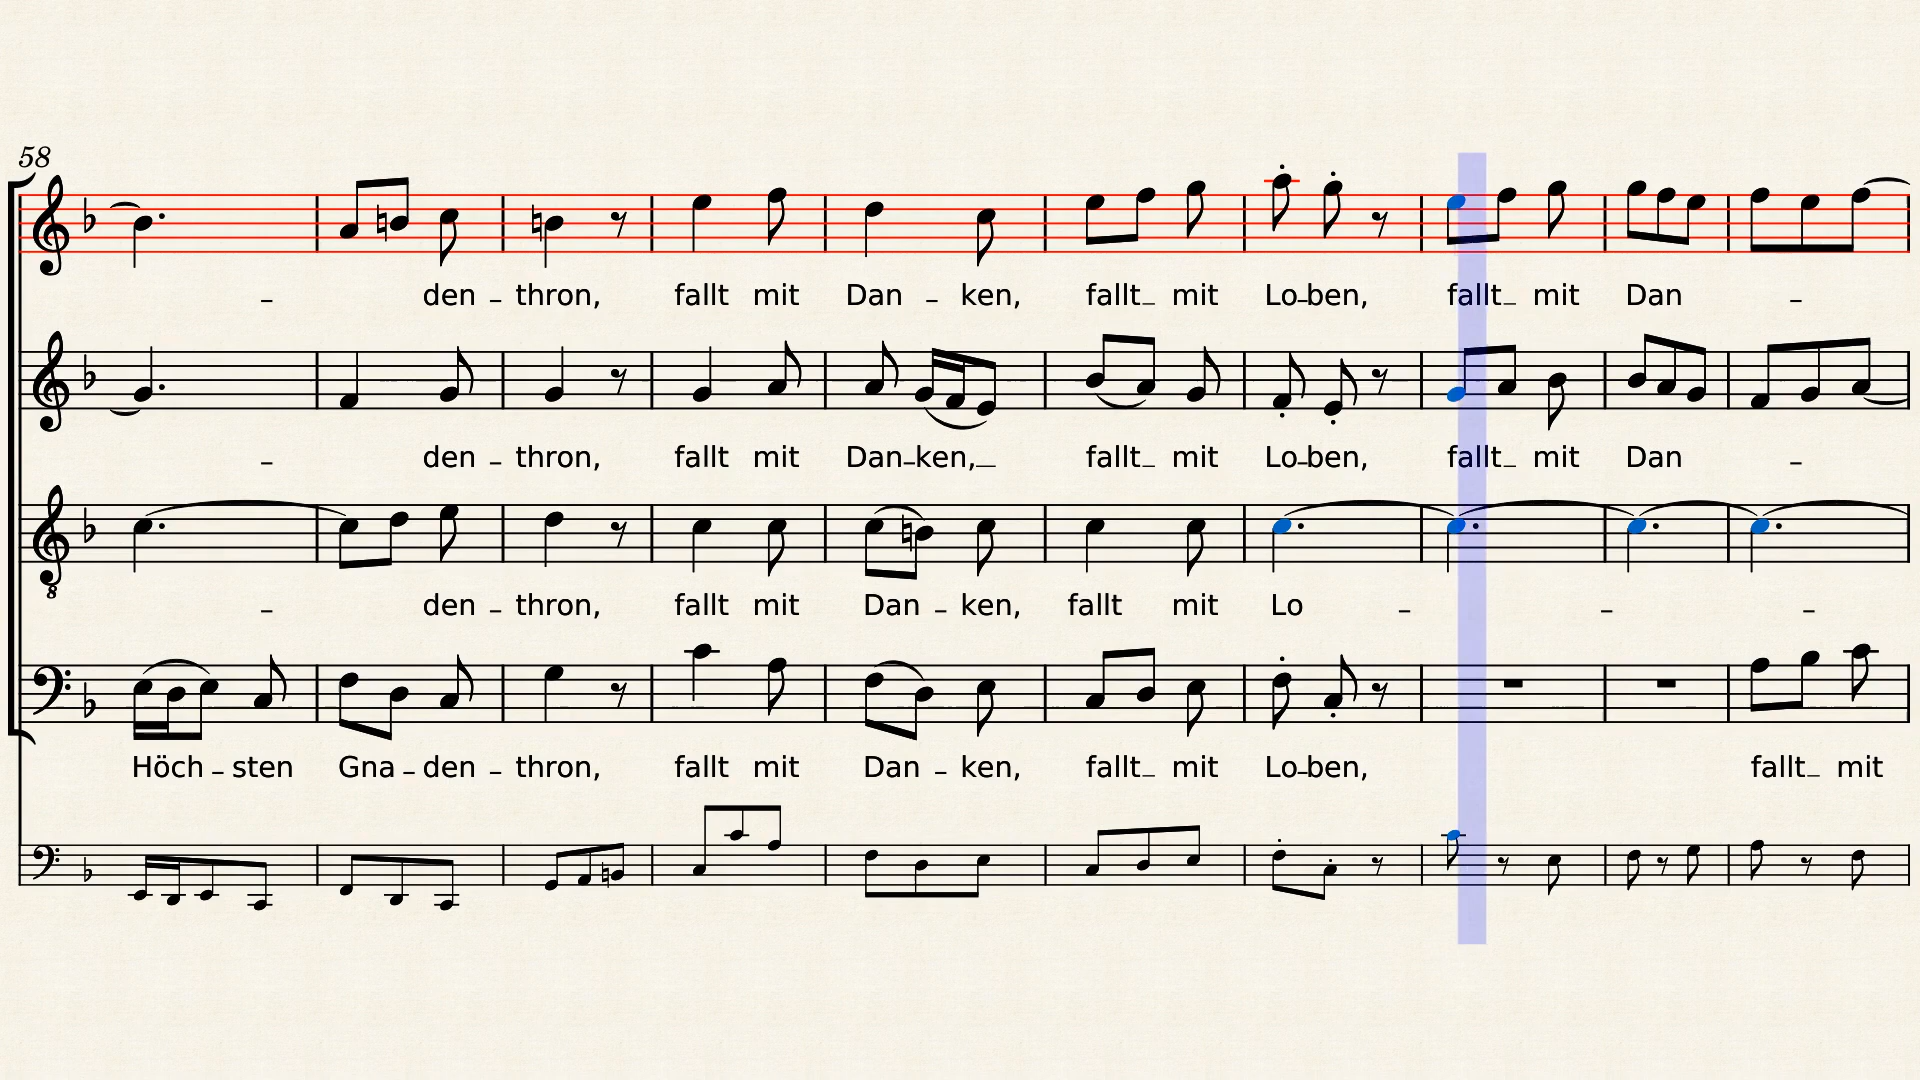 58
– den – thron, fallt mit Dan – ken, fallt_ mit Lo–ben, fallt_ mit Dan –
– den – thron, fallt mit Dan–ken,_ fallt_ mit Lo–ben, fallt_ mit Dan –
8
– den – thron, fallt mit Dan – ken, fallt mit Lo – – –
Höch – sten Gna – den – thron, fallt mit Dan – ken, fallt_ mit Lo–ben, fallt_ mit